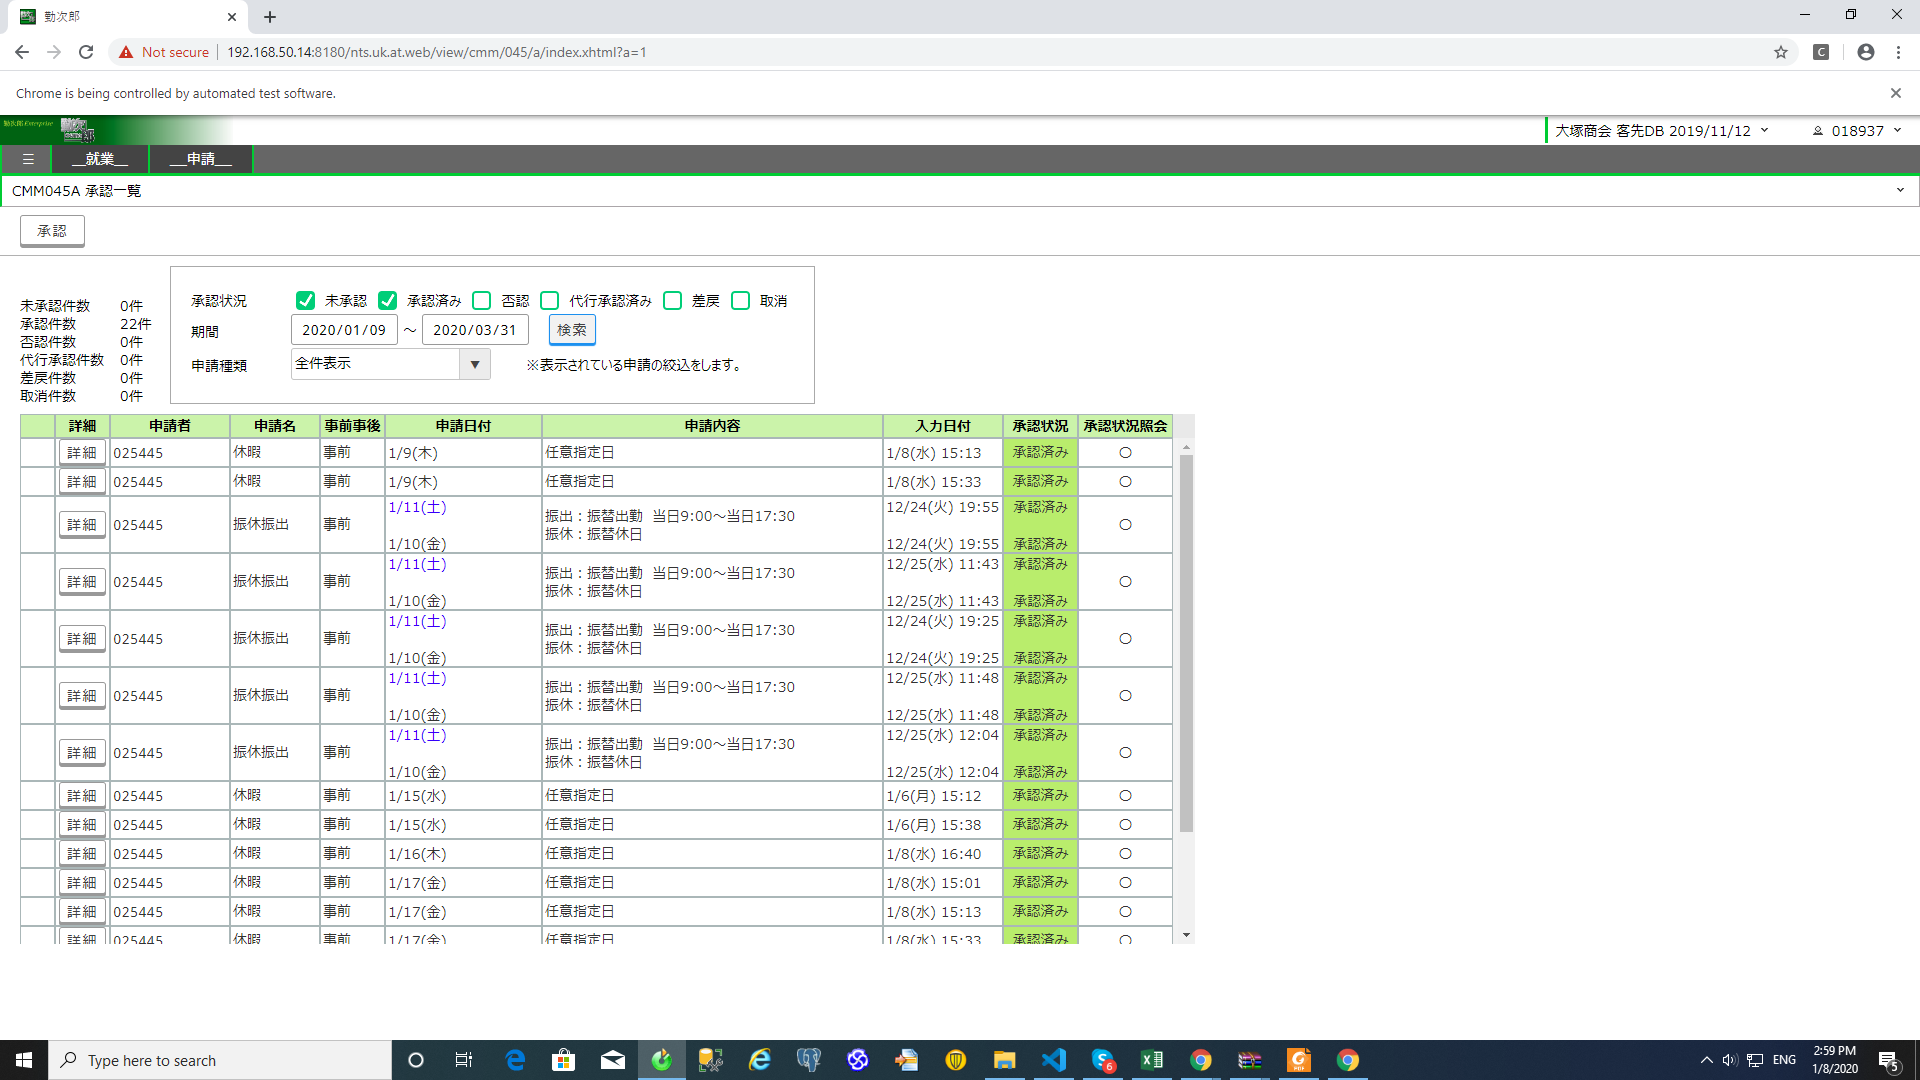 勤次郎
Not secure 192.168.50.14:8180/nts.uk.at.web/view/cmm/045/a/index.xhtml?a=1
Chrome is being controlled by automated test software.
勤次郎 Enterprise
大塚商会 客先DB 2019/11/12 018937
__就業__ __申請__
CMM045A 承認一覧
承認
未承認件数 0件
承認件数 22件
否認件数 0件
代行承認件数 0件
差戻件数 0件
取消件数 0件
承認状況 未承認 承認済み 否認 代行承認済み 差戻 取消
期間 2020/01/09 ～ 2020/03/31 検索
申請種類 全件表示 ※表示されている申請の絞込をします。
詳細 申請者 申請名 事前事後 申請日付 申請内容 入力日付 承認状況 承認状況照会
詳細 025445 休暇 事前 1/9(木) 任意指定日 1/8(水) 15:13 承認済み 〇
詳細 025445 休暇 事前 1/9(木) 任意指定日 1/8(水) 15:33 承認済み 〇
1/11(土) 12/24(火) 19:55 承認済み
詳細 025445 振休振出 事前 振出：振替出勤 当日9:00～当日17:30 〇
振休：振替休日
1/10(金) 12/24(火) 19:55 承認済み
1/11(土) 12/25(水) 11:43 承認済み
詳細 025445 振休振出 事前 振出：振替出勤 当日9:00～当日17:30 〇
振休：振替休日
1/10(金) 12/25(水) 11:43 承認済み
1/11(土) 12/24(火) 19:25 承認済み
詳細 025445 振休振出 事前 振出：振替出勤 当日9:00～当日17:30 〇
振休：振替休日
1/10(金) 12/24(火) 19:25 承認済み
1/11(土) 12/25(水) 11:48 承認済み
詳細 025445 振休振出 事前 振出：振替出勤 当日9:00～当日17:30 〇
振休：振替休日
1/10(金) 12/25(水) 11:48 承認済み
1/11(土) 12/25(水) 12:04 承認済み
詳細 025445 振休振出 事前 振出：振替出勤 当日9:00～当日17:30 〇
振休：振替休日
1/10(金) 12/25(水) 12:04 承認済み
詳細 025445 休暇 事前 1/15(水) 任意指定日 1/6(月) 15:12 承認済み 〇
詳細 025445 休暇 事前 1/15(水) 任意指定日 1/6(月) 15:38 承認済み 〇
詳細 025445 休暇 事前 1/16(木) 任意指定日 1/8(水) 16:40 承認済み 〇
詳細 025445 休暇 事前 1/17(金) 任意指定日 1/8(水) 15:01 承認済み 〇
詳細 025445 休暇 事前 1/17(金) 任意指定日 1/8(水) 15:13 承認済み 〇
詳細 025445 休暇 事前 1/17(金) 任意指定日 1/8(水) 15:33 承認済み 〇
Type here to search
6
ENG
2:59 PM
1/8/2020
5